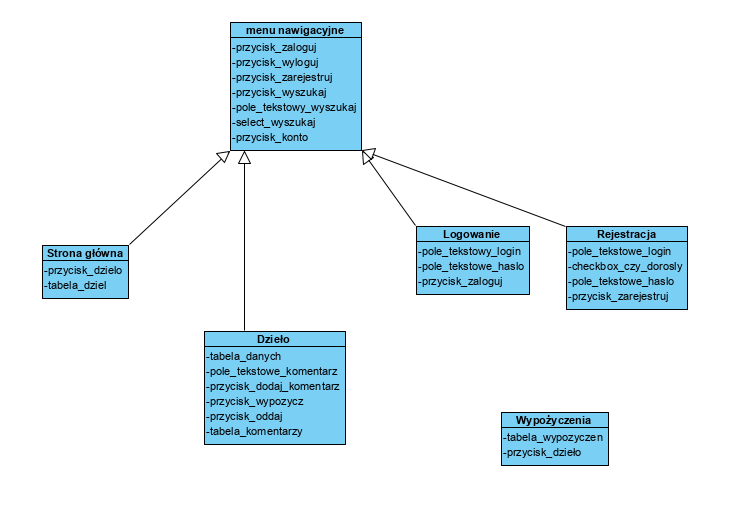 menu nawigacyjne
-przycisk_zaloguj
-przycisk_wyloguj
-przycisk_zarejestruj
-przycisk_wyszukaj
-pole_tekstowy_wyszukaj
-select_wyszukaj
-przycisk_konto
Strona główna
-przycisk_dzieło
-tabela_dziel
Dzieło
-tabela_danych
-pole_tekstowe_komentarz
-przycisk_dodaj_komentarz
-przycisk_wypozycz
-przycisk_oddaj
-tabela_komentarzy
Logowanie
-pole_tekstowy_login
-pole_tekstowe_haslo
-przycisk_zaloguj
Rejestracja
-pole_tekstowe_login
-checkbox_czy_dorosly
-pole_tekstowe_haslo
-przycisk_zarejestruj
Wypożyczenia
-tabela_wypozyczen
-przycisk_dzieło